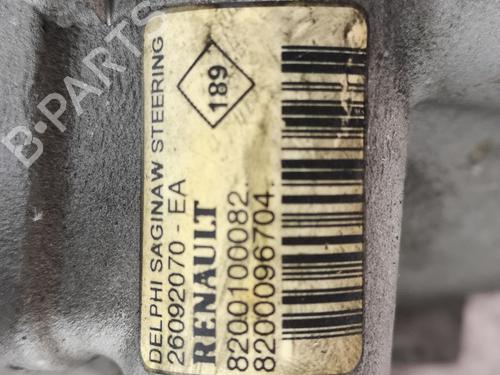 DELPHI SAGINAW STEERING
26092070 - EA
RENAULT
8200100082.
8200096704.
189
B-PARTS